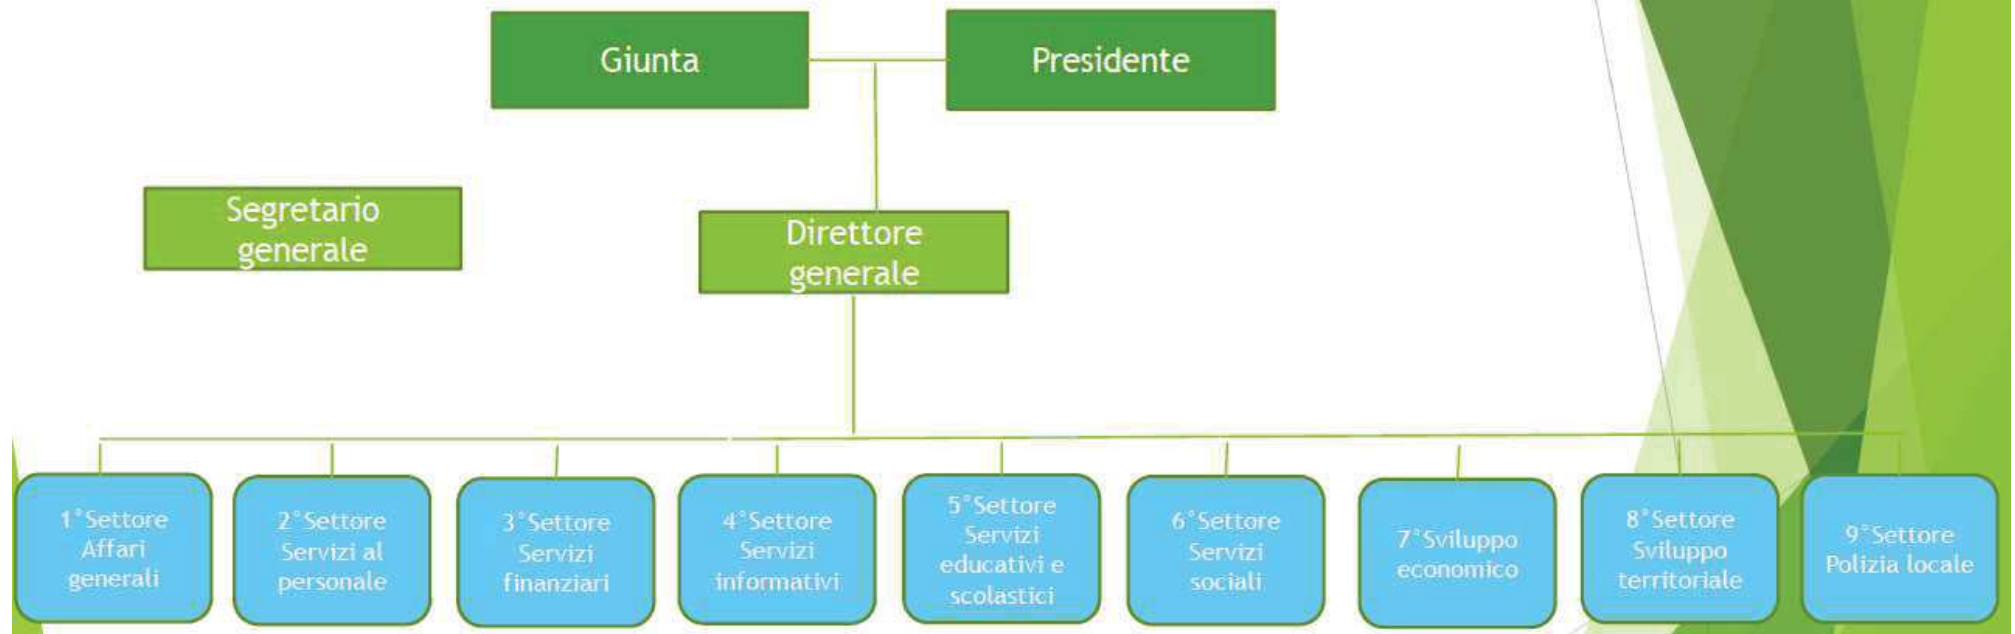 Giunta
Presidente
Segretario
generale
Direttore
generale
1°Settore
Affari
generali
2°Settore
Servizi al
personale
3°Settore
Servizi
finanziari
4°Settore
Servizi
informativi
5°Settore
Servizi
educativi e
scolastici
6°Settore
Servizi
sociali
7°Sviluppo
economico
8°Settore
Sviluppo
territoriale
9°Settore
Polizia locale